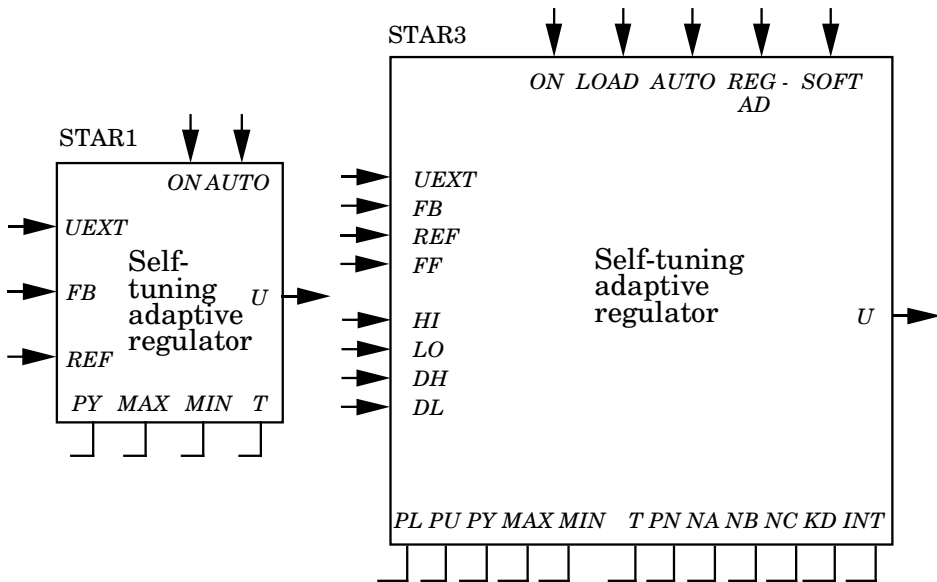 STAR1
ON AUTO
UEXT
FB
REF
Self-
tuning
adaptive
regulator
U
PY MAX MIN T
STAR3
ON LOAD AUTO REG - SOFT
AD
UEXT
FB
REF
FF
HI
LO
DH
DL
Self-tuning
adaptive
regulator
U
PL PU PY MAX MIN T PN NA NB NC KD INT